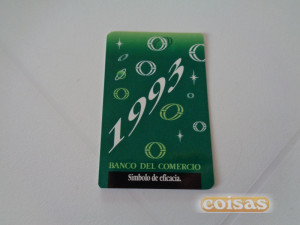 1993
BANCO DEL COMERCIO
Símbolo de eficacia.
coisas